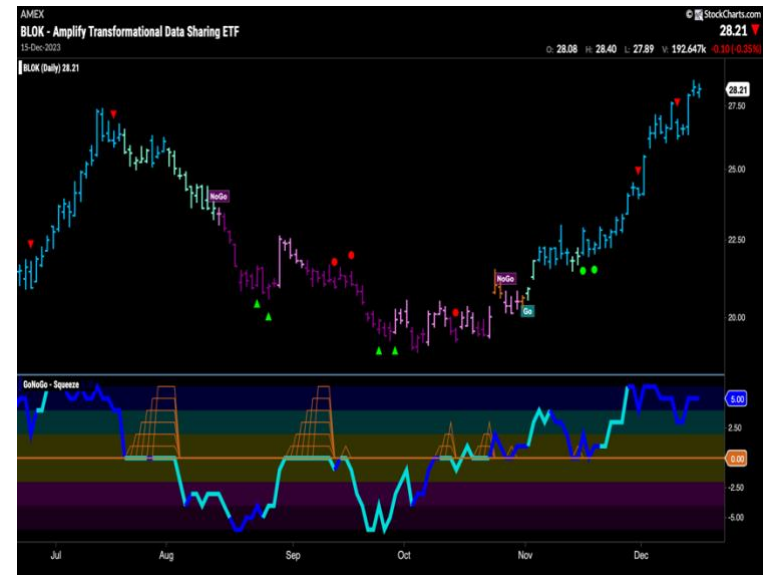 AMEX © StockCharts.com
BLOK - Amplify Transformational Data Sharing ETF 28.21
15-Dec-2023 O: 28.08 H: 28.40 L: 27.89 V: 192.647k -0.10 (-0.35%)
BLOK (Daily) 28.21
28.21
27.50
25.00
NoGo
22.50
NoGo
Go
20.00
GoNoGo - Squeeze
5.00
2.50
0.00
-2.50
-5.00
Jul Aug Sep Oct Nov Dec